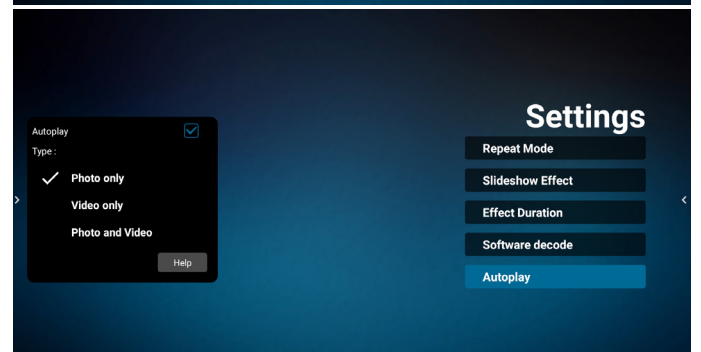 Settings
Autoplay
Type :
Photo only
Video only
Photo and Video
Help
Repeat Mode
Slideshow Effect
Effect Duration
Software decode
Autoplay